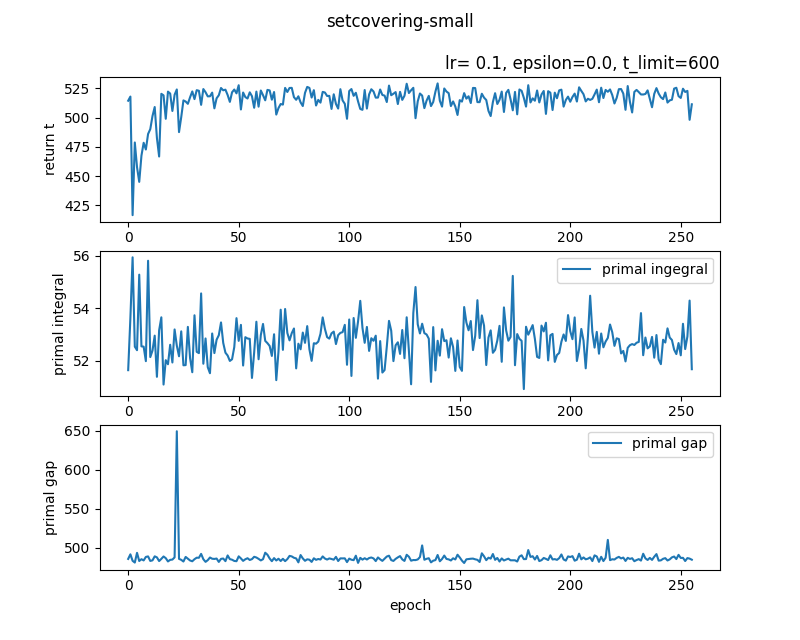 setcovering-small
lr= 0.1, epsilon=0.0, t_limit=600
525
500
475
450
425
return t
0 50 100 150 200 250
56
54
52
primal integral
primal ingegral
0 50 100 150 200 250
650
600
550
500
primal gap
primal gap
0 50 100 150 200 250
epoch